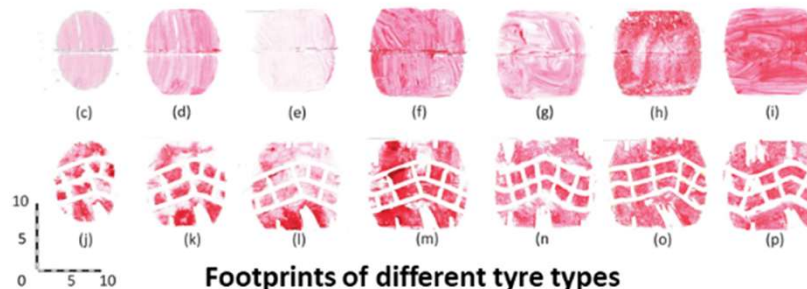 (c) (d) (e) (f) (g) (h) (i)
(j) (k) (l) (m) (n (o) (p)
10
5
0 5 10
Footprints of different tyre types